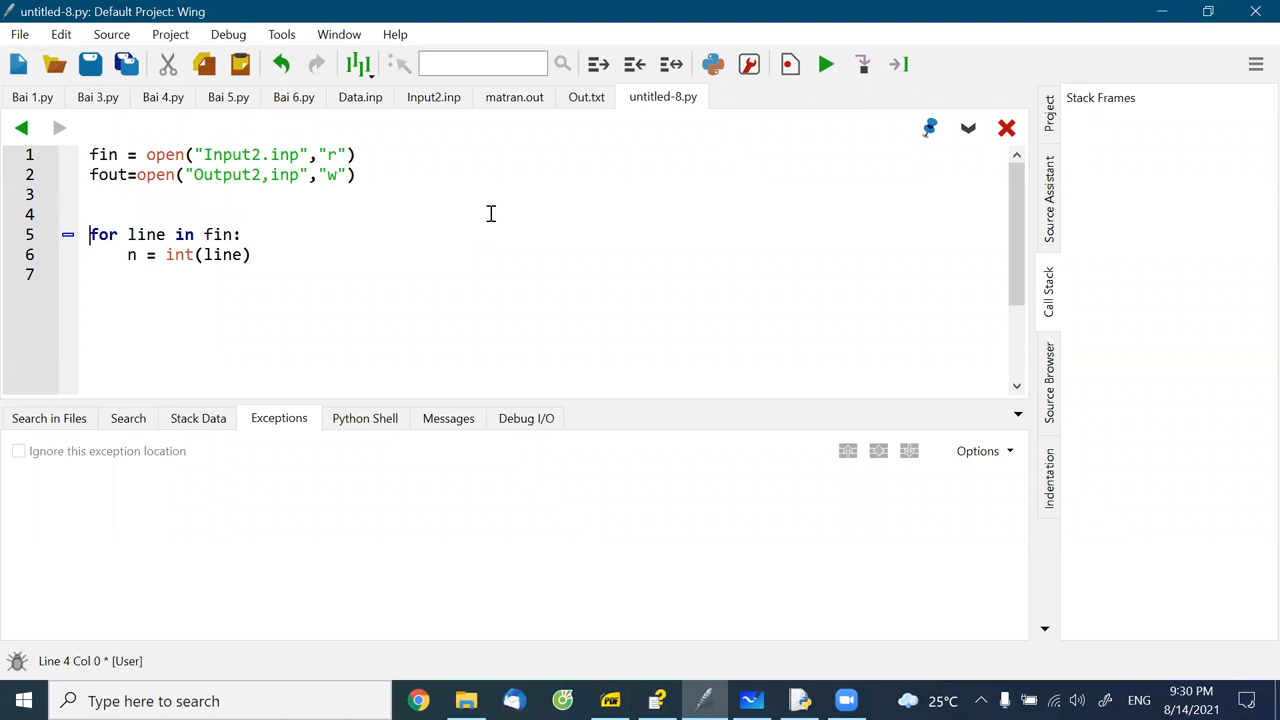 untitled-8.py: Default Project: Wing
File Edit Source Project Debug Tools Window Help
Bai 1.py Bai 3.py Bai 4.py Bai 5.py Bai 6.py Data.inp Input2.inp matran.out Out.txt untitled-8.py
Stack Frames
1 fin = open("Input2.inp","r")
2 fout=open("Output2,inp","w")
3
4
5 for line in fin:
6 n = int(line)
7
Project
Source Assistant
Call Stack
Source Browser
Indentation
Search in Files Search Stack Data Exceptions Python Shell Messages Debug I/O
Ignore this exception location Options
Line 4 Col 0 * [User]
Type here to search
25°C ENG 9:30 PM
8/14/2021